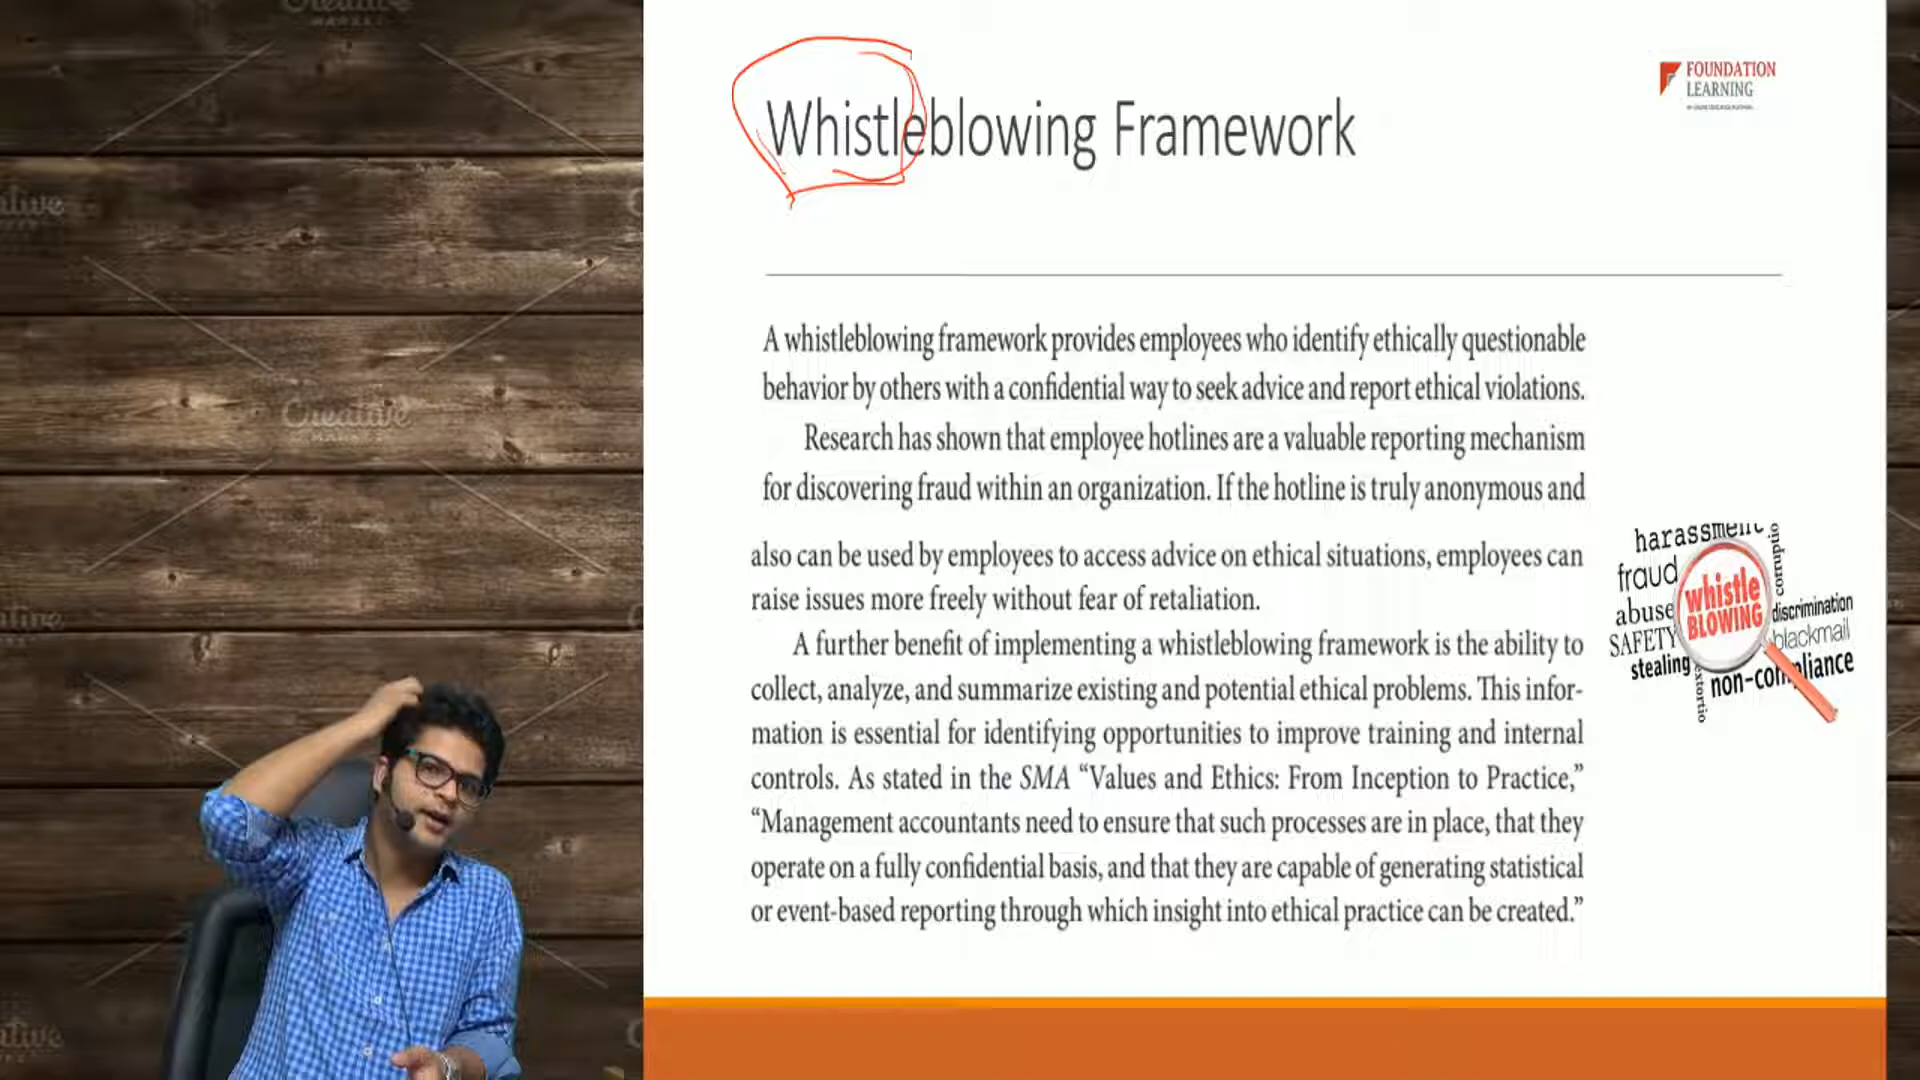 Creative
MARKET
FOUNDATION
LEARNING
Whistleblowing Framework
A whistleblowing framework provides employees who identify ethically questionable
behavior by others with a confidential way to seek advice and report ethical violations.
Research has shown that employee hotlines are a valuable reporting mechanism
for discovering fraud within an organization. If the hotline is truly anonymous and
also can be used by employees to access advice on ethical situations, employees can
raise issues more freely without fear of retaliation.
A further benefit of implementing a whistleblowing framework is the ability to
collect, analyze, and summarize existing and potential ethical problems. This infor-
mation is essential for identifying opportunities to improve training and internal
controls. As stated in the SMA “Values and Ethics: From Inception to Practice,”
“Management accountants need to ensure that such processes are in place, that they
operate on a fully confidential basis, and that they are capable of generating statistical
or event-based reporting through which insight into ethical practice can be created.”
harassment
fraud
abuse
SAFETY
stealing
whistle
BLOWING
discrimination
blackmail
non-compliance
extortio
Creative
MARKET